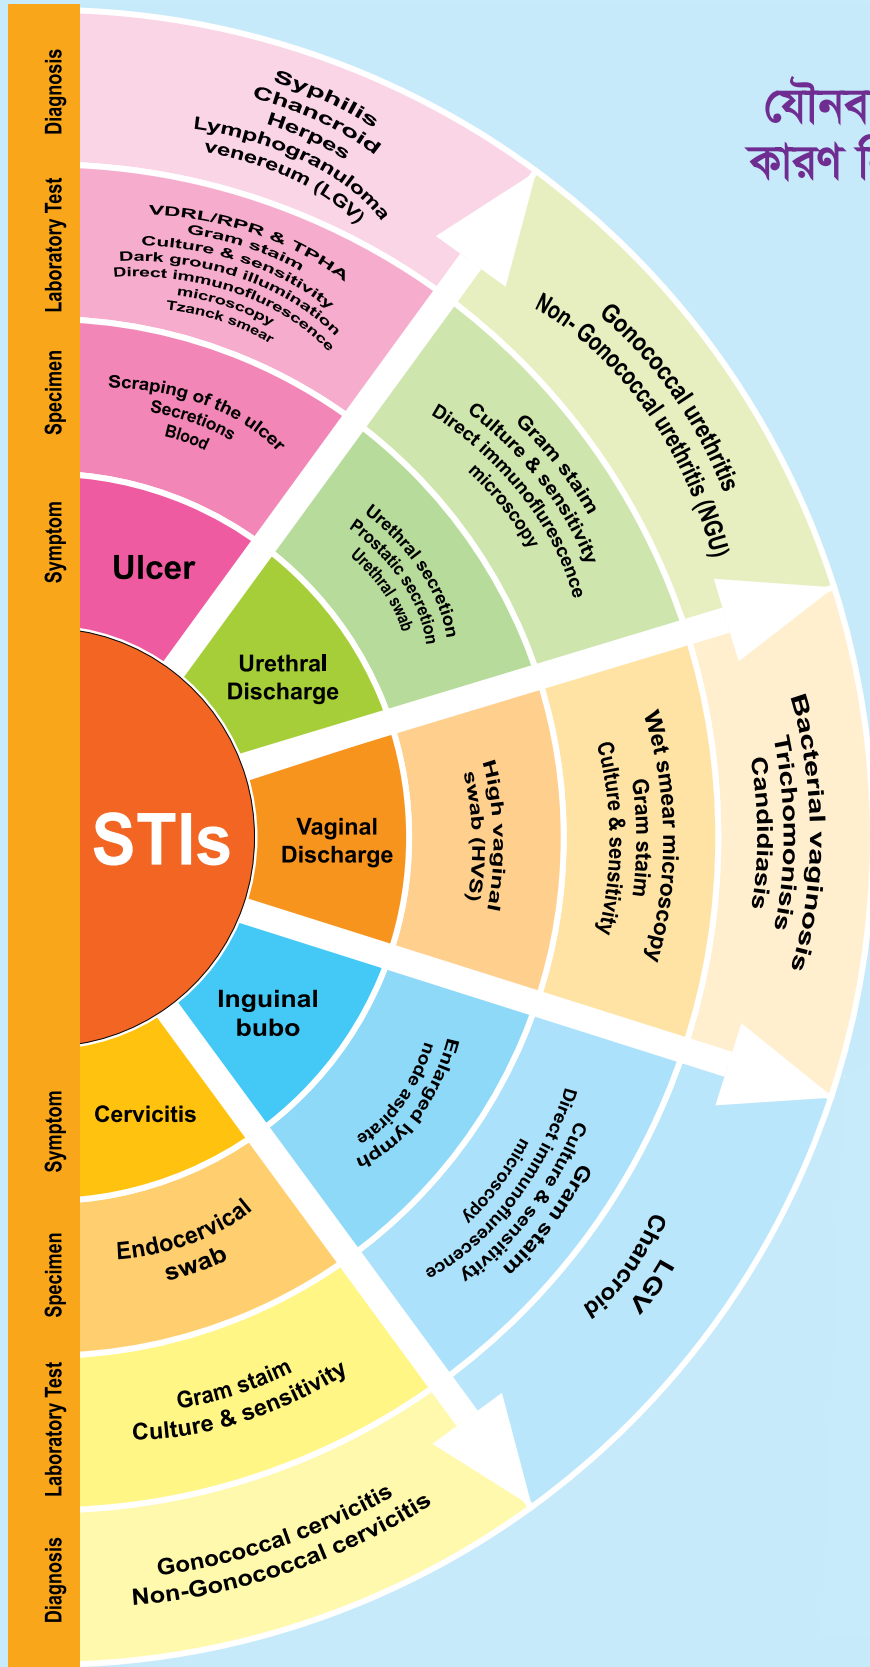 যৌনব
কারণ
Diagnosis
Laboratory Test
Specimen
Symptom
Syphilis
Chancroid
Herpes
Lymphogranuloma
venereum (LGV)
VDRL/RPR & TPHA
Gram staim
Culture & sensitivity
Dark ground illumination
Direct immunoflurescence
microscopy
Tzanck smear
Scraping of the ulcer
Secretions
Blood
Ulcer
Gonococcal urethritis
Non- Gonococcal urethritis (NGU)
Gram staim
Culture & sensitivity
Direct immunoflurescence
microscopy
Urethral secretion
Prostatic secretion
Urethral swab
Urethral
Discharge
STIs
Vaginal
Discharge
High vaginal
swab (HVS)
Wet smear microscopy
Gram staim
Culture & sensitivity
Bacterial vaginosis
Trichomonisis
Candidiasis
Inguinal
bubo
Enlarged lymph
node aspirate
Gram staim
Culture & sensitivity
Direct immunoflurescence
microscopy
LGV
Chancroid
Cervicitis
Endocervical
swab
Gram staim
Culture & sensitivity
Gonococcal cervicitis
Non-Gonococcal cervicitis
Symptom
Specimen
Laboratory Test
Diagnosis